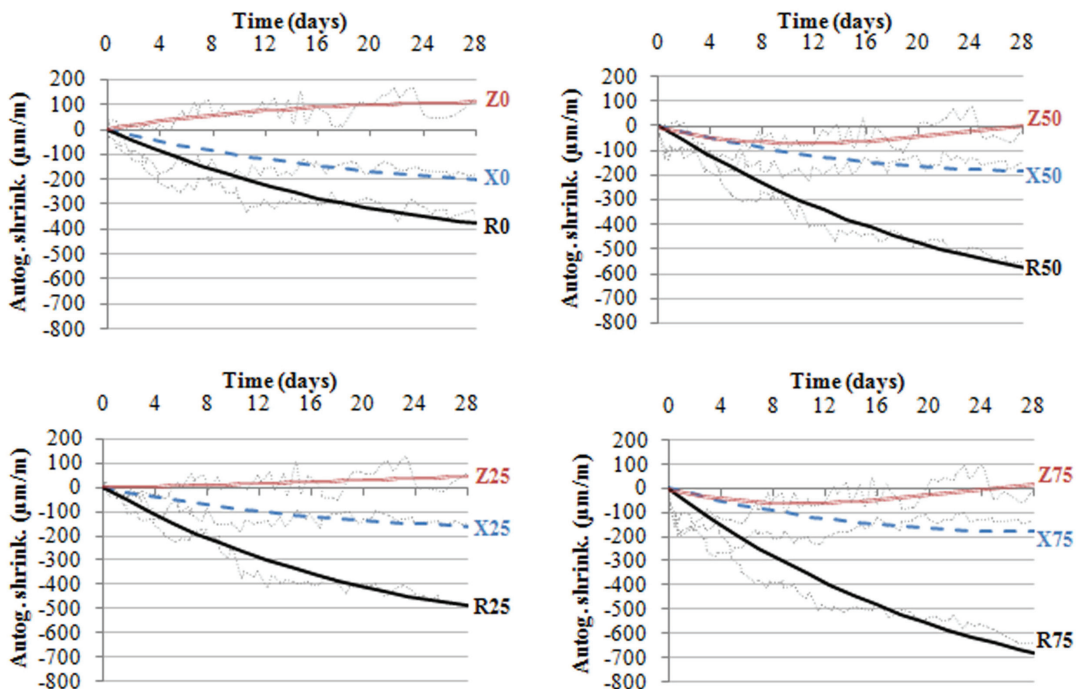 Time (days)
0 4 8 12 16 20 24 28
Autog. shrink. (µm/m)
200
100
0
-100
-200
-300
-400
-500
-600
-700
-800
Z0
X0
R0
Time (days)
0 4 8 12 16 20 24 28
Autog. shrink. (µm/m)
200
100
0
-100
-200
-300
-400
-500
-600
-700
-800
Z50
X50
R50
Time (days)
0 4 8 12 16 20 24 28
Autog. shrink. (µm/m)
200
100
0
-100
-200
-300
-400
-500
-600
-700
-800
Z25
X25
R25
Time (days)
0 4 8 12 16 20 24 28
Autog. shrink. (µm/m)
200
100
0
-100
-200
-300
-400
-500
-600
-700
-800
Z75
X75
R75